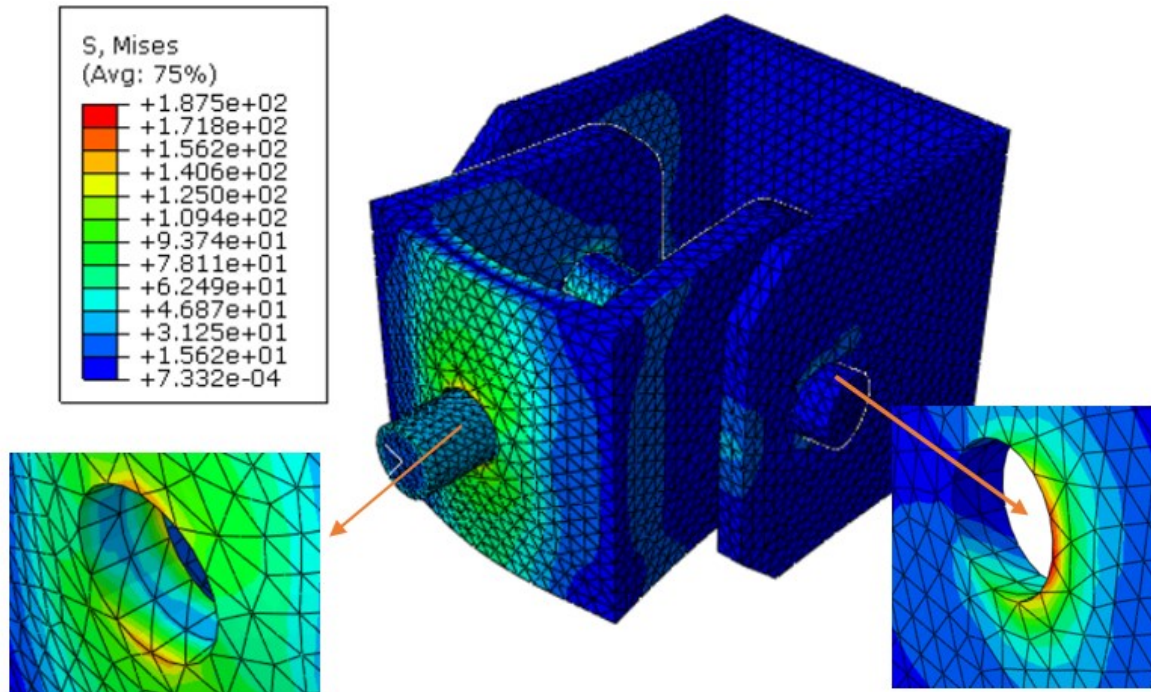 S, Mises
(Avg: 75%)
+1.875e+02
+1.718e+02
+1.562e+02
+1.406e+02
+1.250e+02
+1.094e+02
+9.374e+01
+7.811e+01
+6.249e+01
+4.687e+01
+3.125e+01
+1.562e+01
+7.332e-04